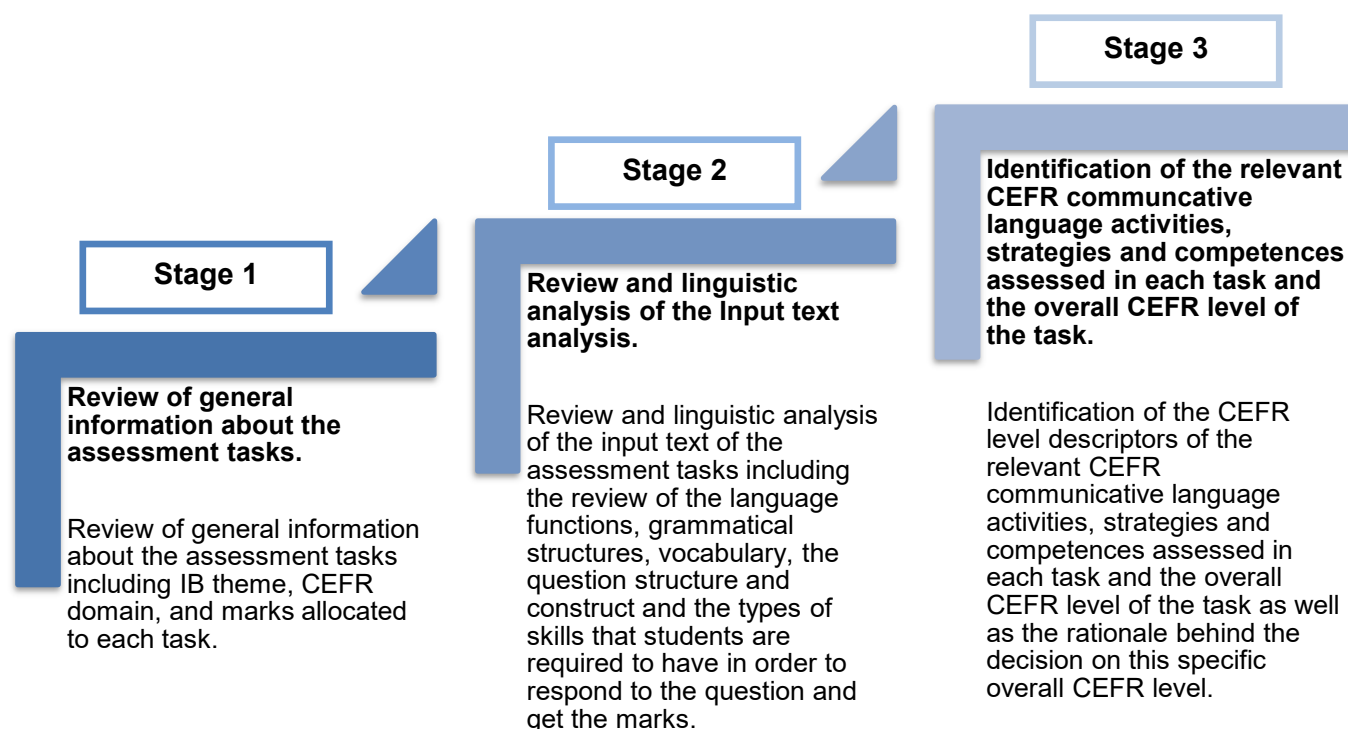 Stage 1
Review of general
information about the
assessment tasks.
Review of general information
about the assessment tasks
including IB theme, CEFR
domain, and marks allocated
to each task.
Stage 2
Review and linguistic
analysis of the Input text
analysis.
Review and linguistic analysis
of the input text of the
assessment tasks including
the review of the language
functions, grammatical
structures, vocabulary, the
question structure and
construct and the types of
skills that students are
required to have in order to
respond to the question and
get the marks.
Stage 3
Identification of the relevant
CEFR communcative
language activities,
strategies and competences
assessed in each task and
the overall CEFR level of
the task.
Identification of the CEFR
level descriptors of the
relevant CEFR
communicative language
activities, strategies and
competences assessed in
each task and the overall
CEFR level of the task as well
as the rationale behind the
decision on this specific
overall CEFR level.